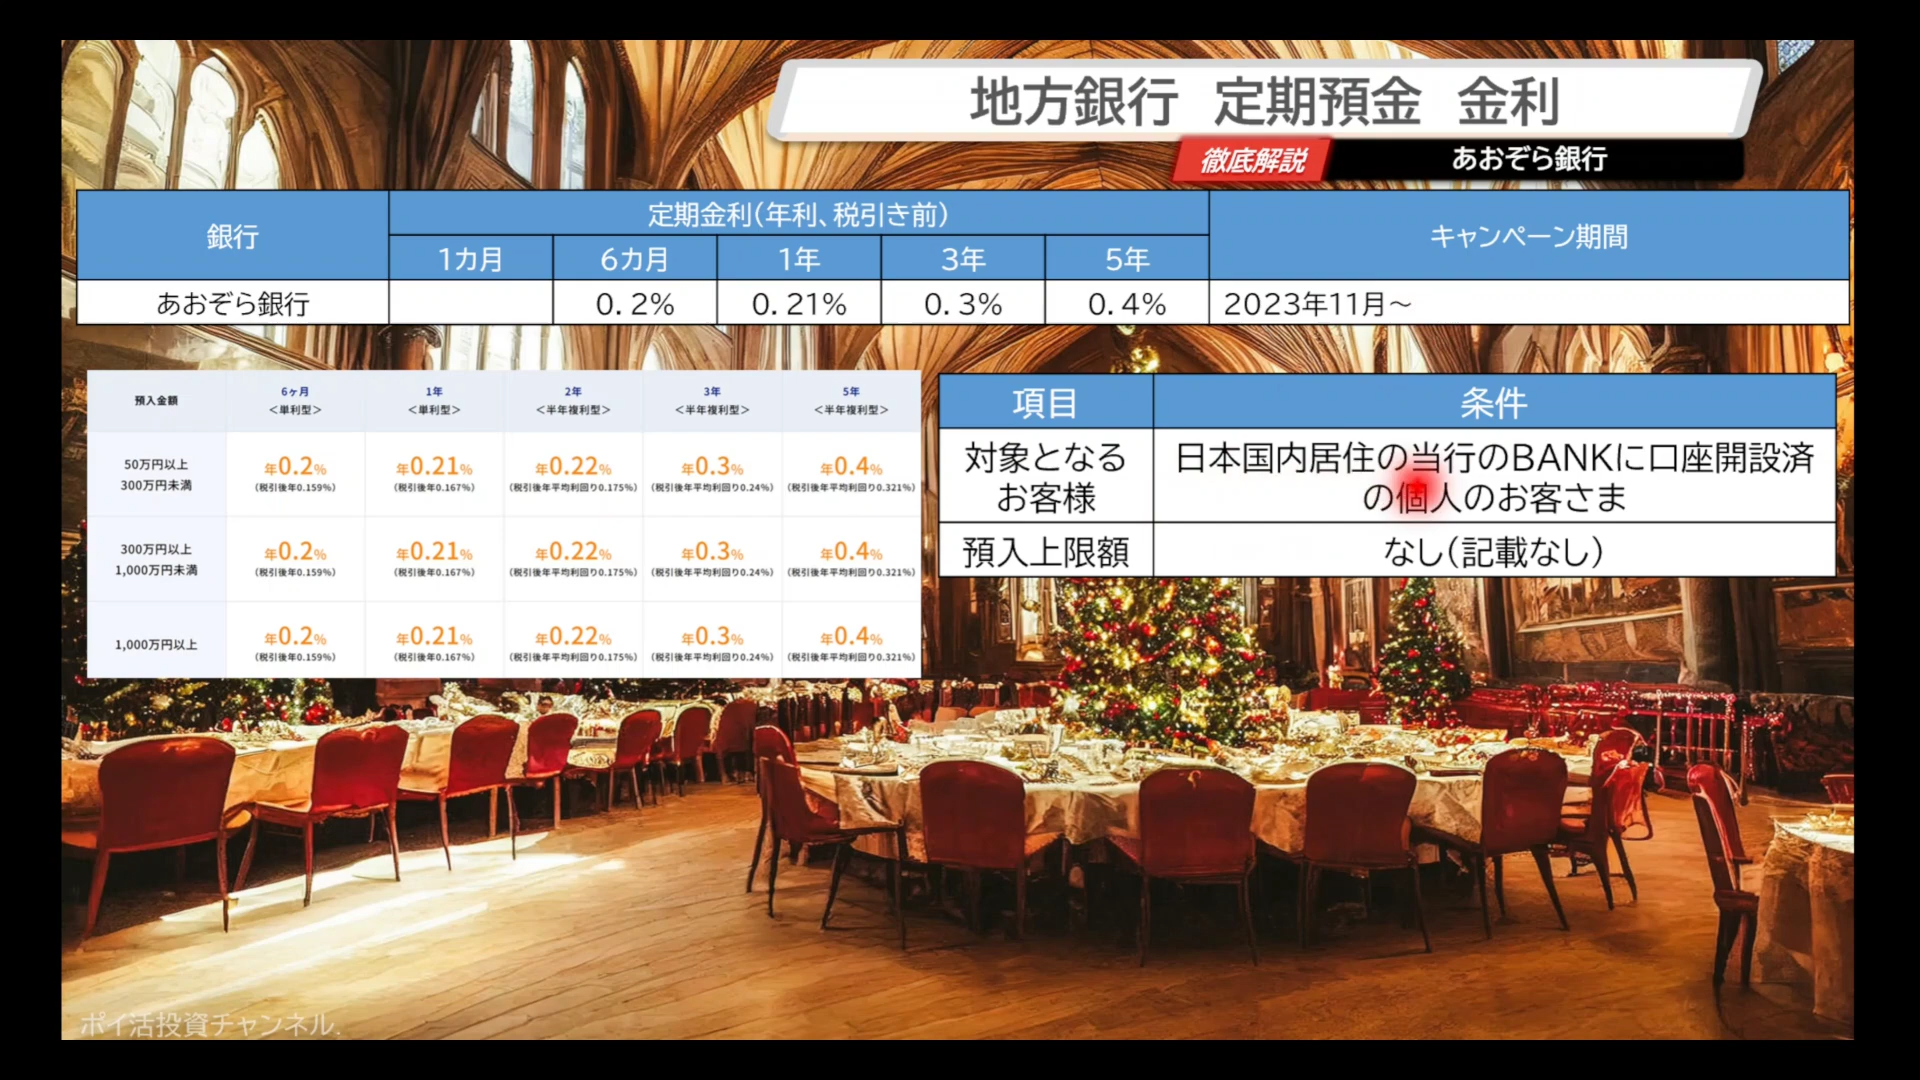 地方銀行 定期預金 金利
徹底解説 あおぞら銀行
銀行 定期金利(年利、税引き前) キャンペーン期間
1カ月 6カ月 1年 3年 5年
あおぞら銀行 0.2% 0.21% 0.3% 0.4% 2023年11月～
預入金額 6ヶ月 1年 2年 3年 5年
＜単利型＞ ＜単利型＞ ＜半年複利型＞ ＜半年複利型＞ ＜半年複利型＞
50万円以上
300万円未満
年0.2% 年0.21% 年0.22% 年0.3% 年0.4%
(税引後年0.159%) (税引後年0.167%) (税引後年平均利回り0.175%) (税引後年平均利回り0.24%) (税引後年平均利回り0.321%)
300万円以上
1,000万円未満
年0.2% 年0.21% 年0.22% 年0.3% 年0.4%
(税引後年0.159%) (税引後年0.167%) (税引後年平均利回り0.175%) (税引後年平均利回り0.24%) (税引後年平均利回り0.321%)
1,000万円以上
年0.2% 年0.21% 年0.22% 年0.3% 年0.4%
(税引後年0.159%) (税引後年0.167%) (税引後年平均利回り0.175%) (税引後年平均利回り0.24%) (税引後年平均利回り0.321%)
項目 条件
対象となる
お客様
日本国内居住の当行のBANKに口座開設済
の個人のお客さま
預入上限額 なし(記載なし)
ポイ活投資チャンネル.